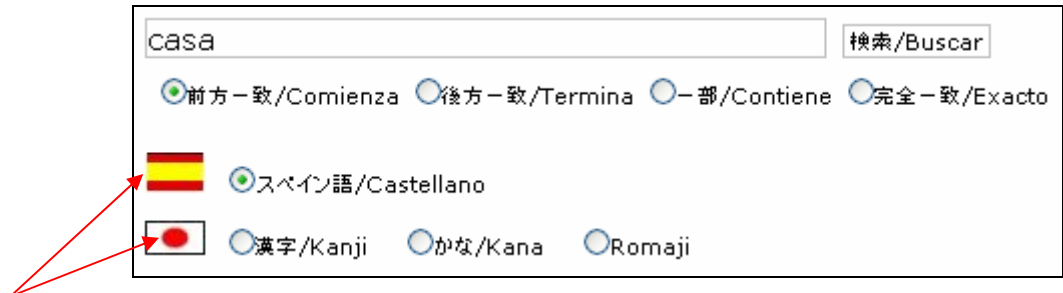 casa 検索/Buscar
前方一致/Comienza 後方一致/Termina 一部/Contiene 完全一致/Exacto
スペイン語/Castellano
漢字/Kanji かな/Kana Romaji